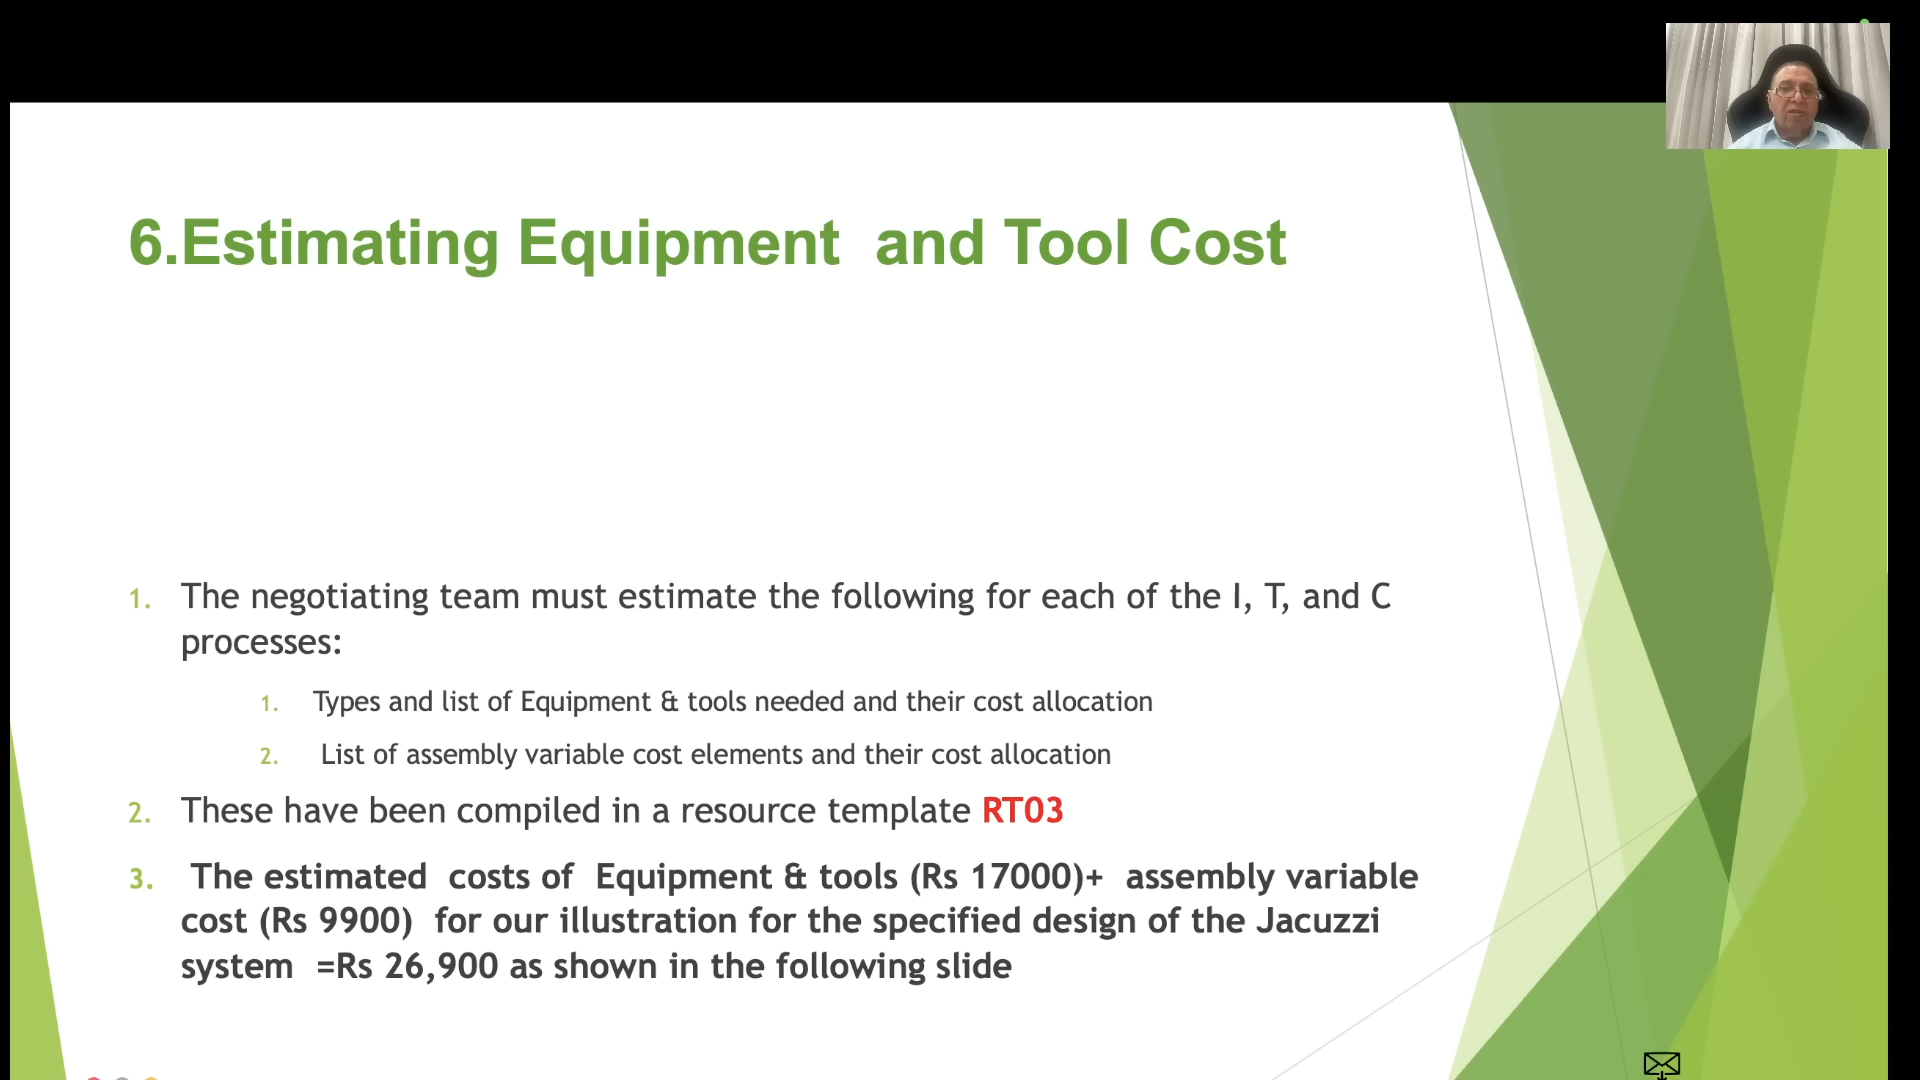 6.Estimating Equipment and Tool Cost
1. The negotiating team must estimate the following for each of the I, T, and C
processes:
1. Types and list of Equipment & tools needed and their cost allocation
2. List of assembly variable cost elements and their cost allocation
2. These have been compiled in a resource template RT03
3. The estimated costs of Equipment & tools (Rs 17000)+ assembly variable
cost (Rs 9900) for our illustration for the specified design of the Jacuzzi
system =Rs 26,900 as shown in the following slide